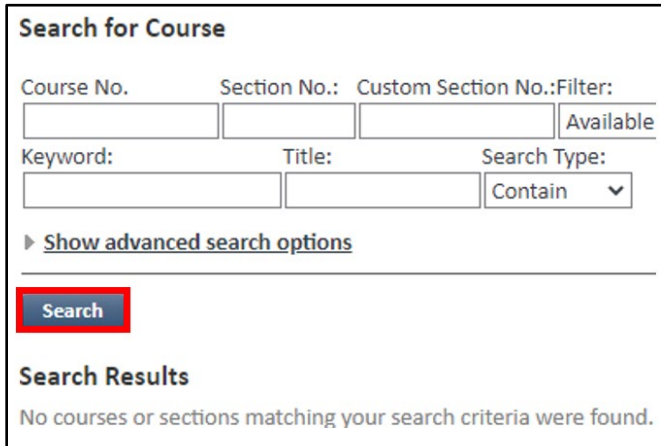 Search for Course
Course No. Section No.: Custom Section No.:Filter:
Available
Keyword: Title: Search Type:
Contain
Show advanced search options
Search
Search Results
No courses or sections matching your search criteria were found.